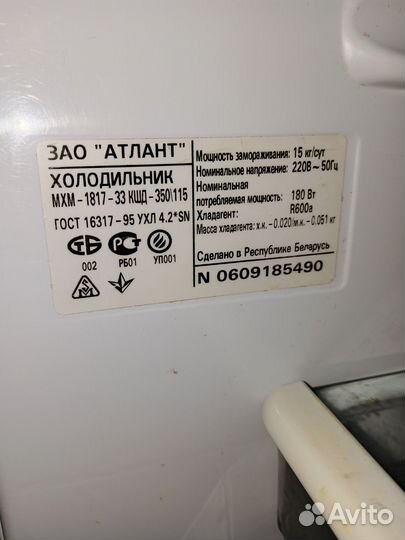 ЗАО "АТЛАНТ"
ХОЛОДИЛЬНИК
МХМ-1817-33 КШД-350\115
ГОСТ 16317-95 УХЛ 4.2*SN
002
РБ01
УП001
Мощность замораживания: 15 кг/сут
Номинальное напряжение: 220В ~ 50Гц
Номинальная
потребляемая мощность: 180 Вт
Хладагент: R600a
Масса хладагента: х.к.-0.020/м.к.-0.051 кг
Сделано в Республике Беларусь
N 0609185490
Avito